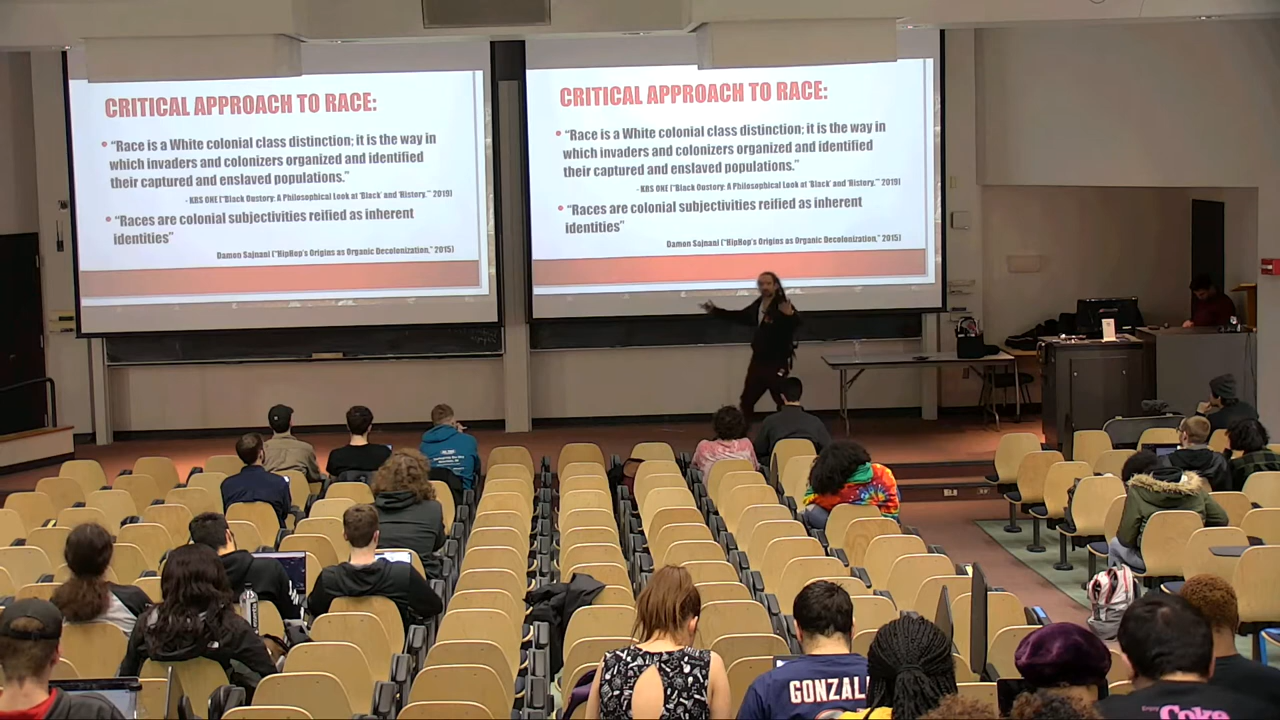 CRITICAL APPROACH TO RACE:
• “Race is a White colonial class distinction; it is the way in
which invaders and colonizers organized and identified
their captured and enslaved populations.”
- KRS ONE (“Black Oustory: A Philosophical Look at ‘Black’ and ‘History,’” 2019)
• “Races are colonial subjectivities reified as inherent
identities”
Damon Sajnani (“HipHop’s Origins as Organic Decolonization,” 2015)
CRITICAL APPROACH TO RACE:
• “Race is a White colonial class distinction; it is the way in
which invaders and colonizers organized and identified
their captured and enslaved populations.”
- KRS ONE (“Black Oustory: A Philosophical Look at ‘Black’ and ‘History,’” 2019)
• “Races are colonial subjectivities reified as inherent
identities”
Damon Sajnani (“HipHop’s Origins as Organic Decolonization,” 2015)
GONZAL
Enjoy
Coke